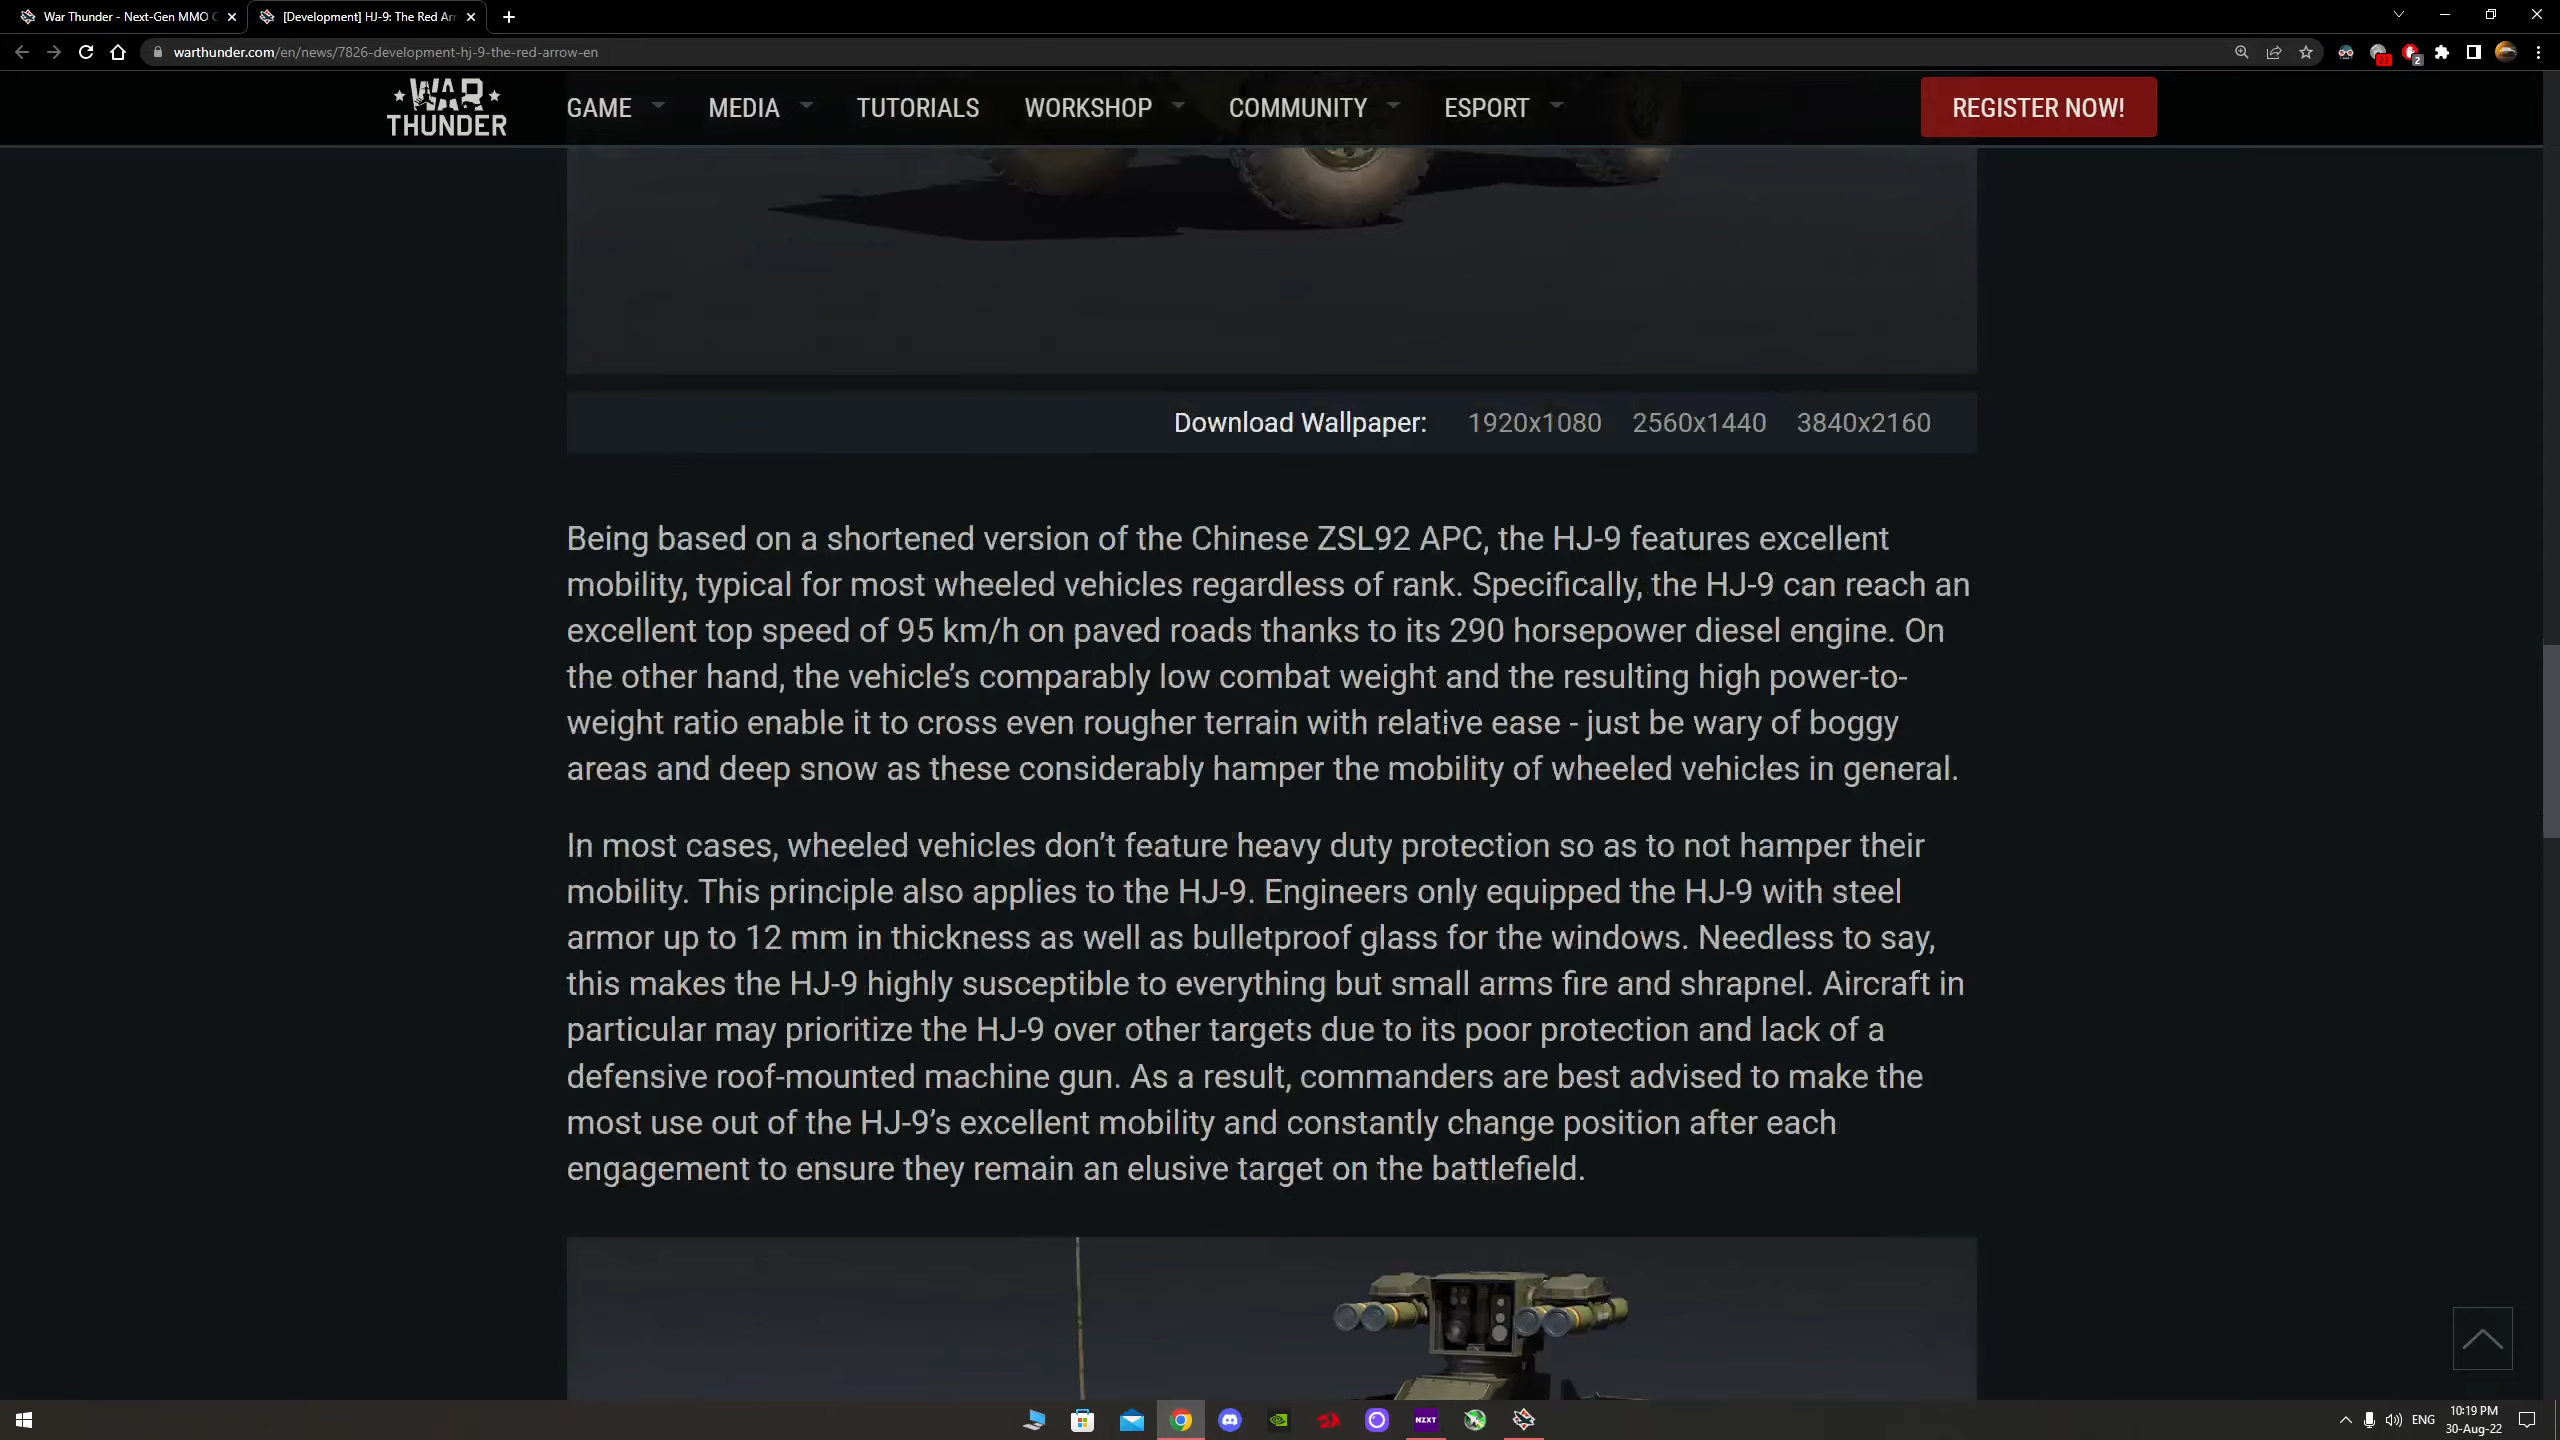 War Thunder - Next-Gen MMO C
[Development] HJ-9: The Red Arr
warthunder.com/en/news/7826-development-hj-9-the-red-arrow-en
23
2
WAR THUNDER
GAME
MEDIA
TUTORIALS
WORKSHOP
COMMUNITY
ESPORT
REGISTER NOW!
Download Wallpaper: 1920x1080 2560x1440 3840x2160
Being based on a shortened version of the Chinese ZSL92 APC, the HJ-9 features excellent
mobility, typical for most wheeled vehicles regardless of rank. Specifically, the HJ-9 can reach an
excellent top speed of 95 km/h on paved roads thanks to its 290 horsepower diesel engine. On
the other hand, the vehicle’s comparably low combat weight and the resulting high power-to-
weight ratio enable it to cross even rougher terrain with relative ease - just be wary of boggy
areas and deep snow as these considerably hamper the mobility of wheeled vehicles in general.
In most cases, wheeled vehicles don’t feature heavy duty protection so as to not hamper their
mobility. This principle also applies to the HJ-9. Engineers only equipped the HJ-9 with steel
armor up to 12 mm in thickness as well as bulletproof glass for the windows. Needless to say,
this makes the HJ-9 highly susceptible to everything but small arms fire and shrapnel. Aircraft in
particular may prioritize the HJ-9 over other targets due to its poor protection and lack of a
defensive roof-mounted machine gun. As a result, commanders are best advised to make the
most use out of the HJ-9’s excellent mobility and constantly change position after each
engagement to ensure they remain an elusive target on the battlefield.
NZXT
ENG
10:19 PM
30-Aug-22